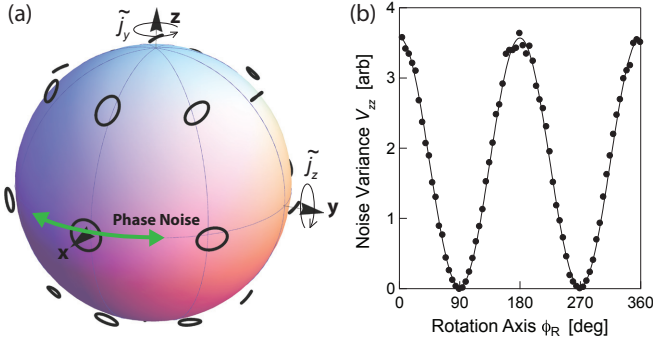 (a)
z
j̃y
j̃z
y
Phase Noise
x
(b)
Noise Variance Vzz [arb]
4
3
2
1
0
0 90 180 270 360
Rotation Axis ϕR [deg]